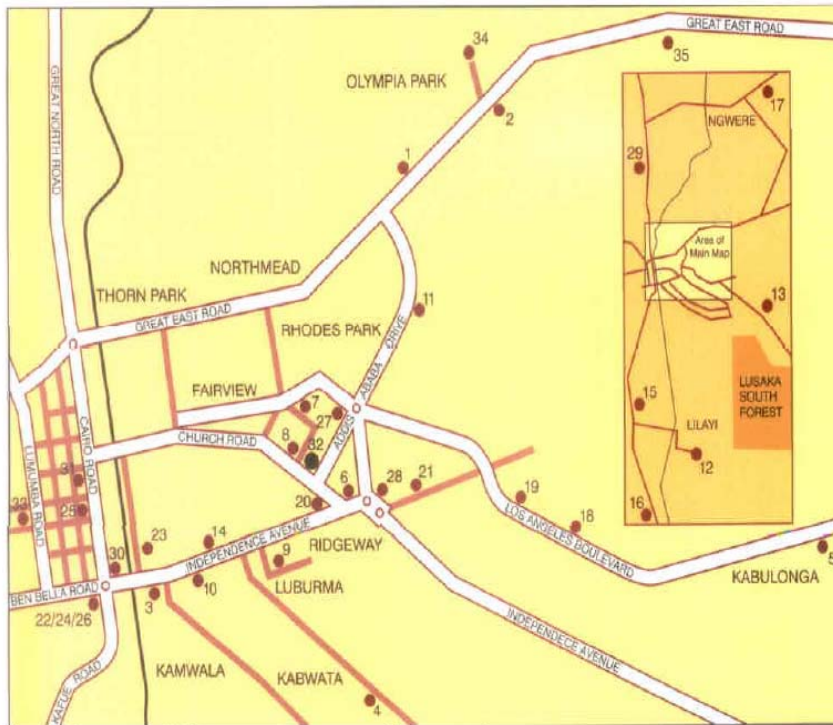 GREAT EAST ROAD
34
35
OLYMPIA PARK
2
17
NGWERE
GREAT NORTH ROAD
1
29
Area of
Main Map
NORTHMEAD
THORN PARK
GREAT EAST ROAD
11
13
RHODES PARK
ADDIS ABABA DRIVE
FAIRVIEW
7
27
LUSAKA
SOUTH
FOREST
15
LILAYI
12
16
CHURCH ROAD
8
32
LUMUMBA ROAD
CAIRO ROAD
31
33
25
6
28
21
20
19
18
LOS ANGELES BOULEVARD
5
KABULONGA
23
14
INDEPENDENCE AVENUE
RIDGEWAY
30
9
LUBURMA
BEN BELLA ROAD
3
10
22/24/26
INDEPENDECE AVENUE
KAFUE ROAD
KAMWALA
KABWATA
4